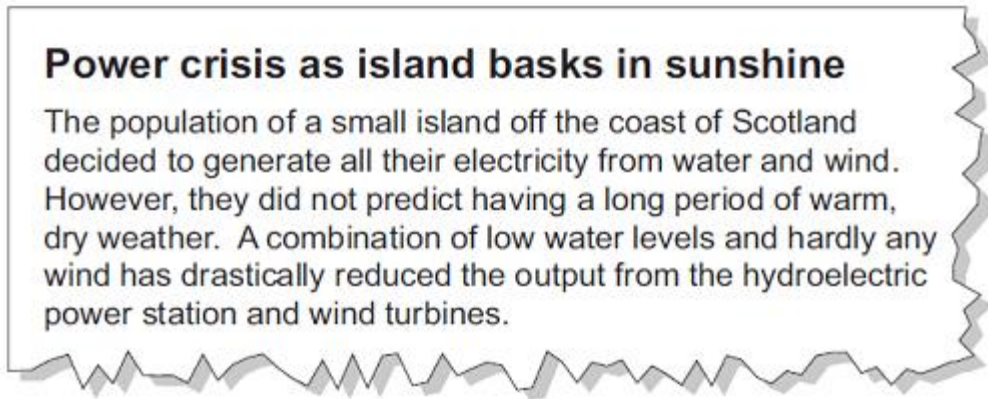 Power crisis as island basks in sunshine
The population of a small island off the coast of Scotland
decided to generate all their electricity from water and wind.
However, they did not predict having a long period of warm,
dry weather.  A combination of low water levels and hardly any
wind has drastically reduced the output from the hydroelectric
power station and wind turbines.